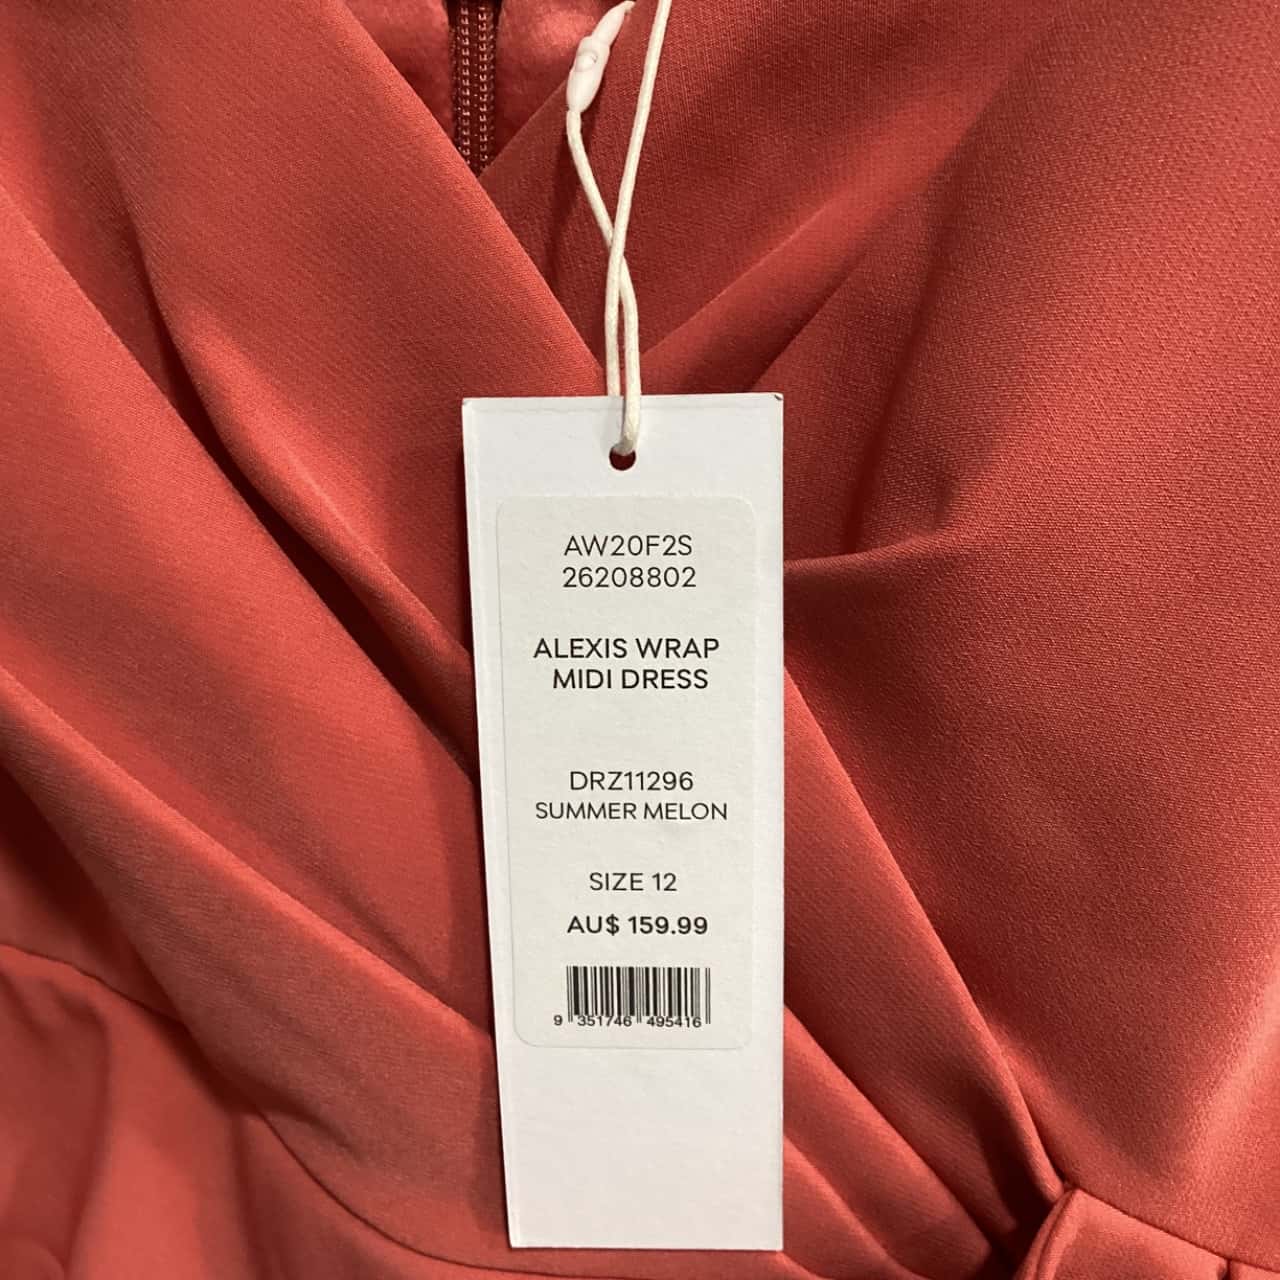 AW20F2S
26208802
ALEXIS WRAP
MIDI DRESS
DRZ11296
SUMMER MELON
SIZE 12
AU$ 159.99
9 351746 495416